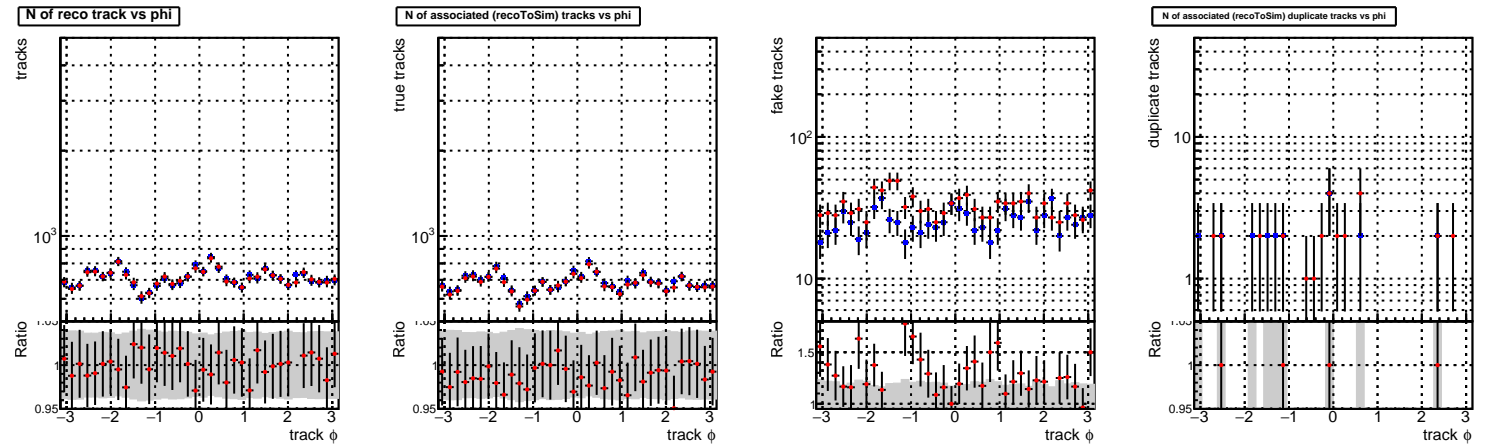 N of reco track vs phi
tracks
10³
Ratio
1.05
1
0.95
−3 −2 −1 0 1 2 3
track ϕ
N of associated (recoToSim) tracks vs phi
true tracks
10³
Ratio
1.05
1
0.95
−3 −2 −1 0 1 2 3
track ϕ
fake tracks
10²
10
Ratio
1.5
1
−3 −2 −1 0 1 2 3
track ϕ
N of associated (recoToSim) duplicate tracks vs phi
duplicate tracks
10
1
Ratio
1.05
1
0.95
−3 −2 −1 0 1 2 3
track ϕ